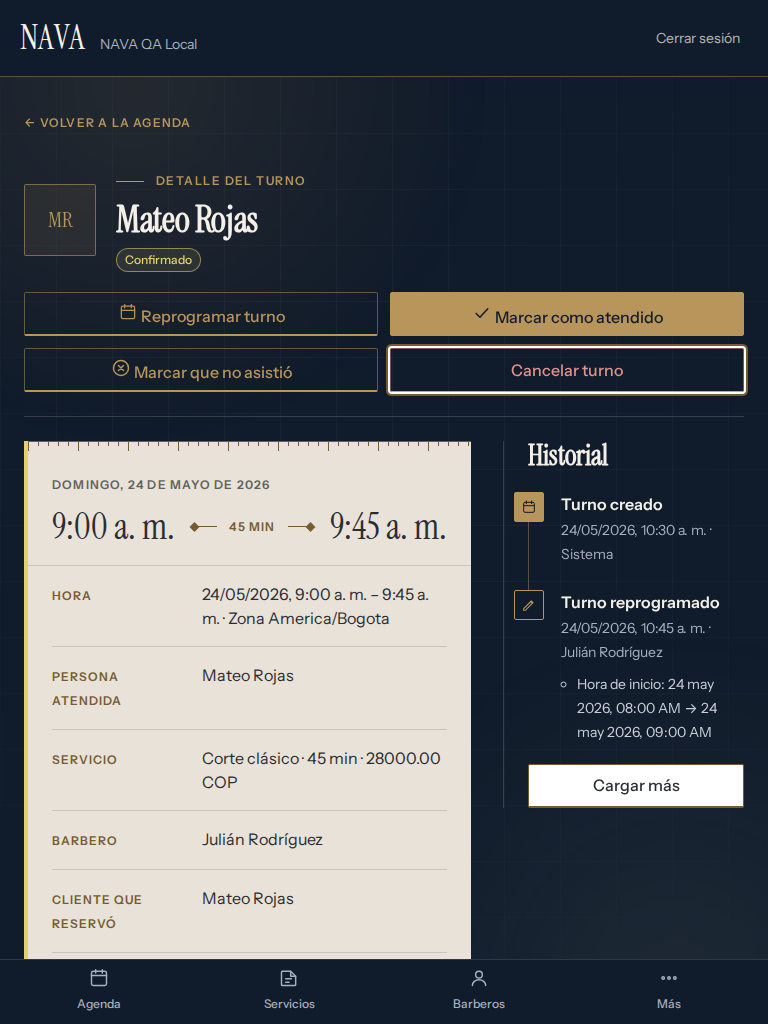 NAVA
NAVA QA Local
Cerrar sesión
← VOLVER A LA AGENDA
MR
DETALLE DEL TURNO
Mateo Rojas
Confirmado
Reprogramar turno
Marcar como atendido
Marcar que no asistió
Cancelar turno
DOMINGO, 24 DE MAYO DE 2026
9:00 a. m.
45 MIN
9:45 a. m.
HORA
24/05/2026, 9:00 a. m. – 9:45 a.
m. · Zona America/Bogota
PERSONA
ATENDIDA
Mateo Rojas
SERVICIO
Corte clásico · 45 min · 28000.00
COP
BARBERO
Julián Rodríguez
CLIENTE QUE
RESERVÓ
Mateo Rojas
Historial
Turno creado
24/05/2026, 10:30 a. m. ·
Sistema
Turno reprogramado
24/05/2026, 10:45 a. m. ·
Julián Rodríguez
Hora de inicio: 24 may
2026, 08:00 AM → 24
may 2026, 09:00 AM
Cargar más
Agenda
Servicios
Barberos
Más